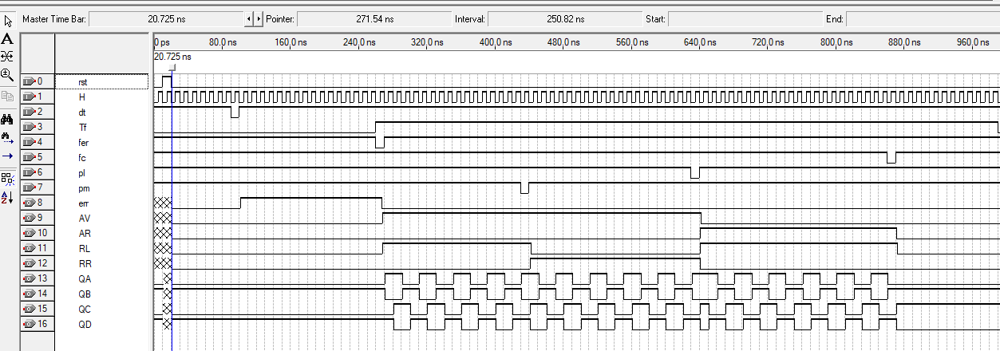 Master Time Bar: 20.725 ns Pointer: 271.54 ns Interval: 250.82 ns Start: End:
0 ps 80.0 ns 160.0 ns 240.0 ns 320.0 ns 400.0 ns 480.0 ns 560.0 ns 640.0 ns 720.0 ns 800.0 ns 880.0 ns 960.0 ns
20.725 ns
0 rst
1 H
2 dt
3 Tf
4 fer
5 fc
6 pl
7 pm
8 err
9 AV
10 AR
11 RL
12 RR
13 QA
14 QB
15 QC
16 QD